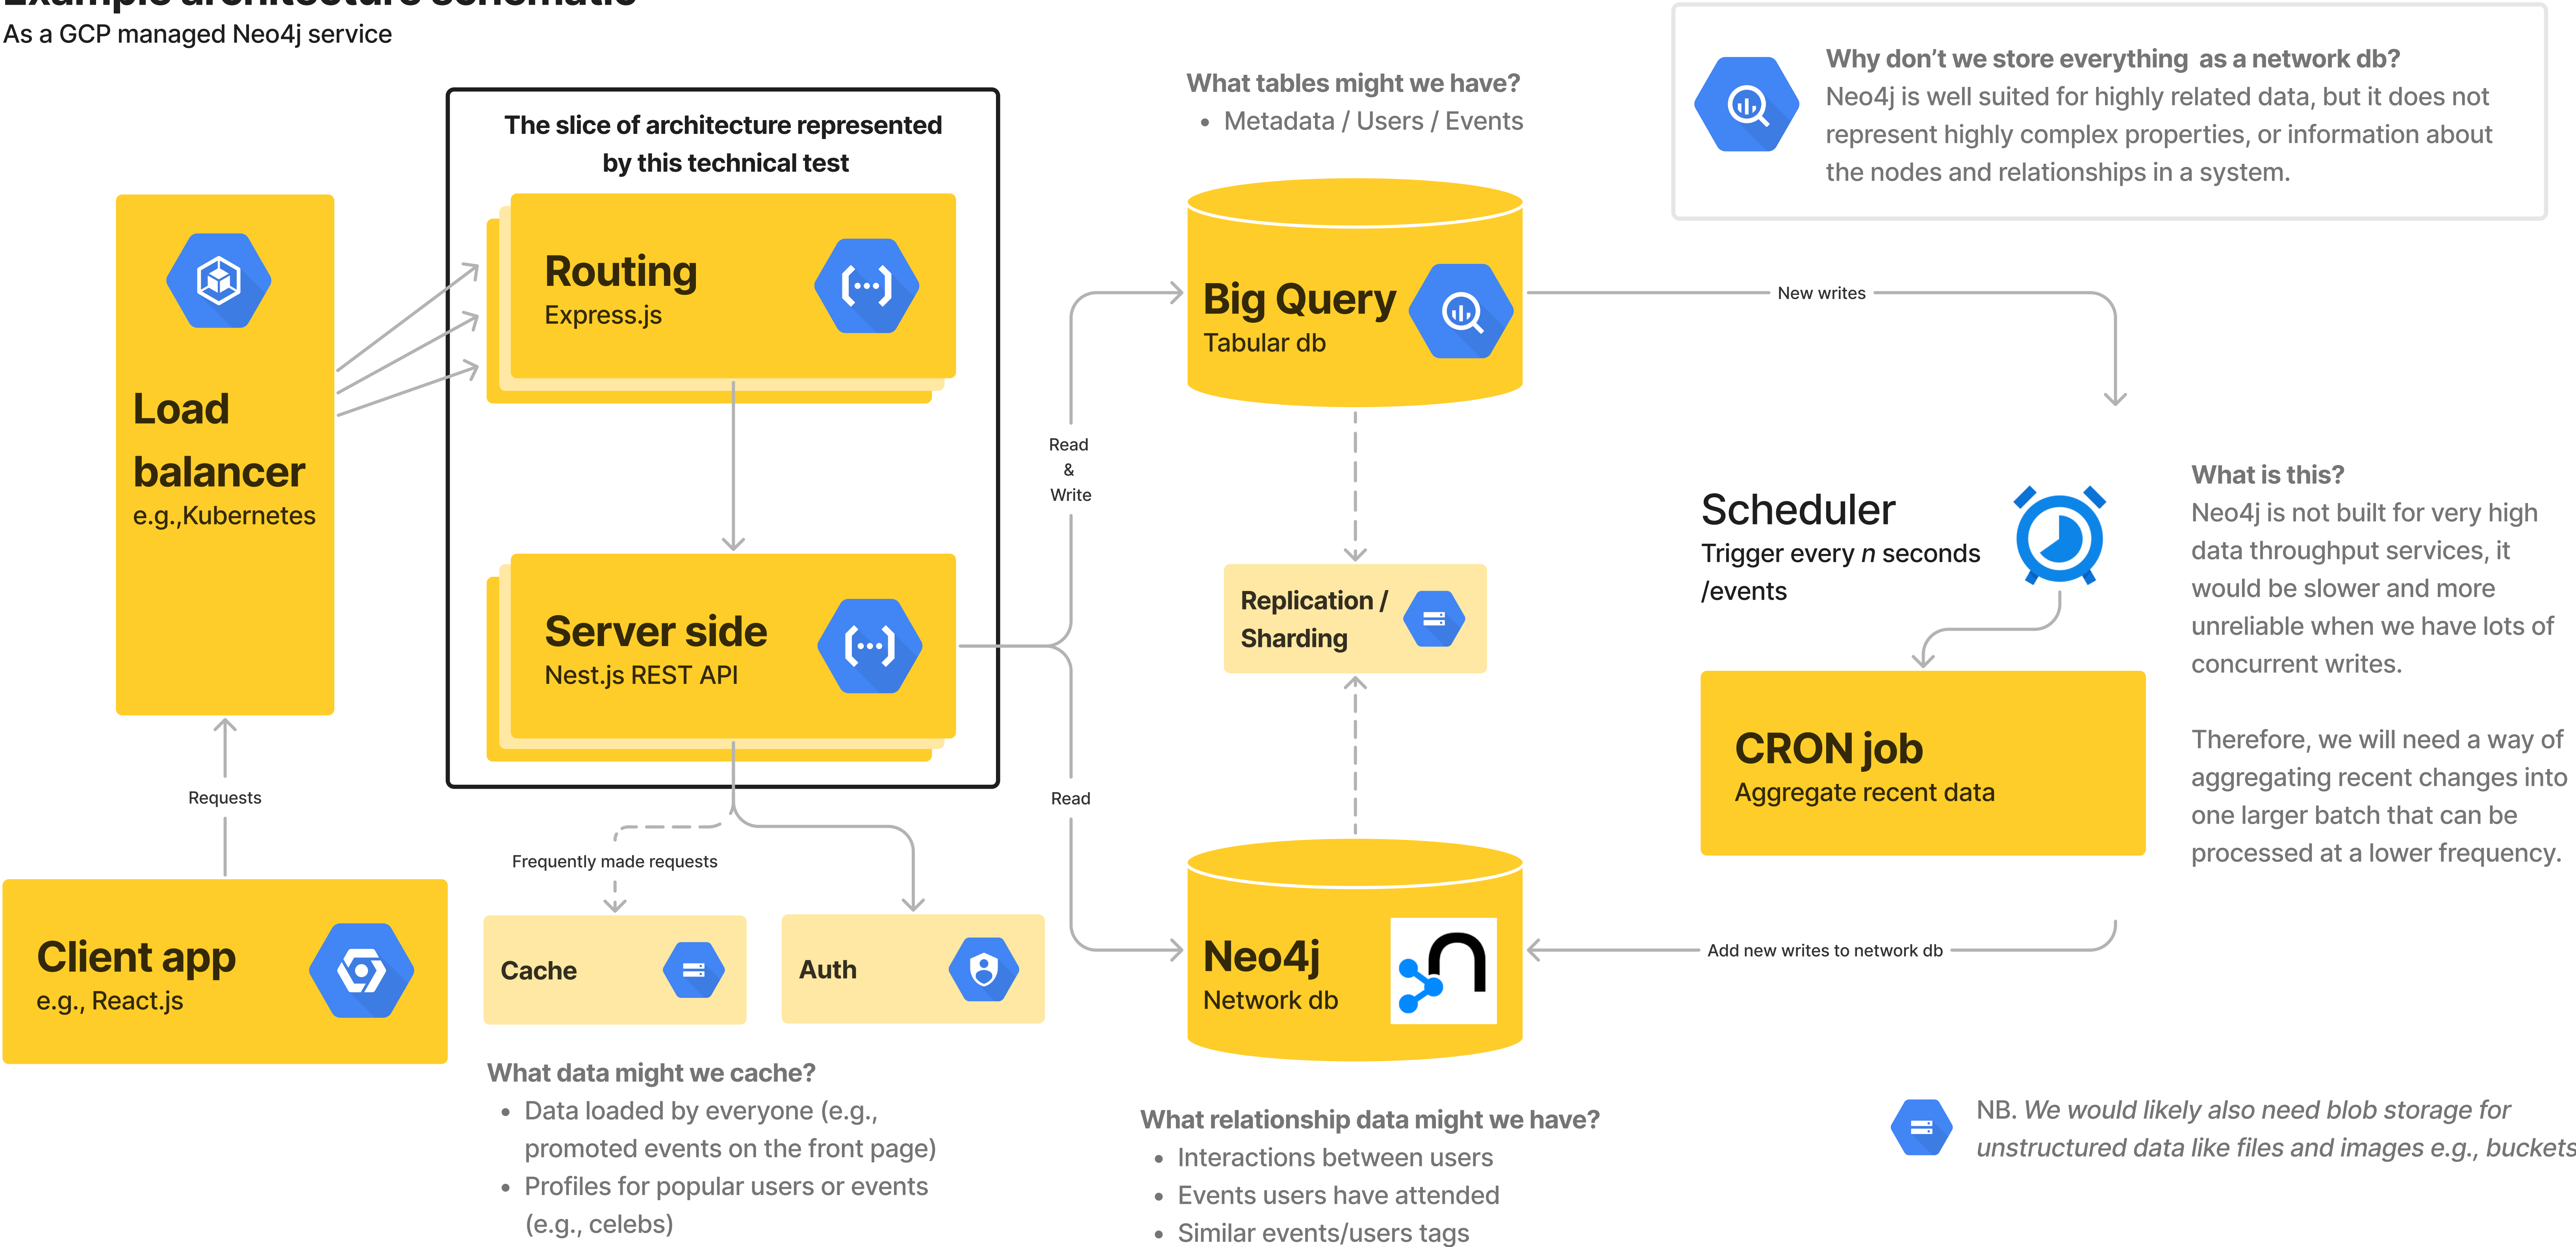 Example architecture schematic
As a GCP managed Neo4j service
The slice of architecture represented
by this technical test
Load
balancer
e.g.,Kubernetes
Routing
Express.js
Server side
Nest.js REST API
Requests
Client app
e.g., React.js
Frequently made requests
Cache
Auth
What data might we cache?
• Data loaded by everyone (e.g.,
promoted events on the front page)
• Profiles for popular users or events
(e.g., celebs)
Read
&
Write
Read
What tables might we have?
• Metadata / Users / Events
Big Query
Tabular db
Replication /
Sharding
Neo4j
Network db
What relationship data might we have?
• Interactions between users
• Events users have attended
• Similar events/users tags
Why don’t we store everything  as a network db?
Neo4j is well suited for highly related data, but it does not
represent highly complex properties, or information about
the nodes and relationships in a system.
New writes
Scheduler
Trigger every n seconds
/events
CRON job
Aggregate recent data
Add new writes to network db
What is this?
Neo4j is not built for very high
data throughput services, it
would be slower and more
unreliable when we have lots of
concurrent writes.
Therefore, we will need a way of
aggregating recent changes into
one larger batch that can be
processed at a lower frequency.
NB. We would likely also need blob storage for
unstructured data like files and images e.g., buckets